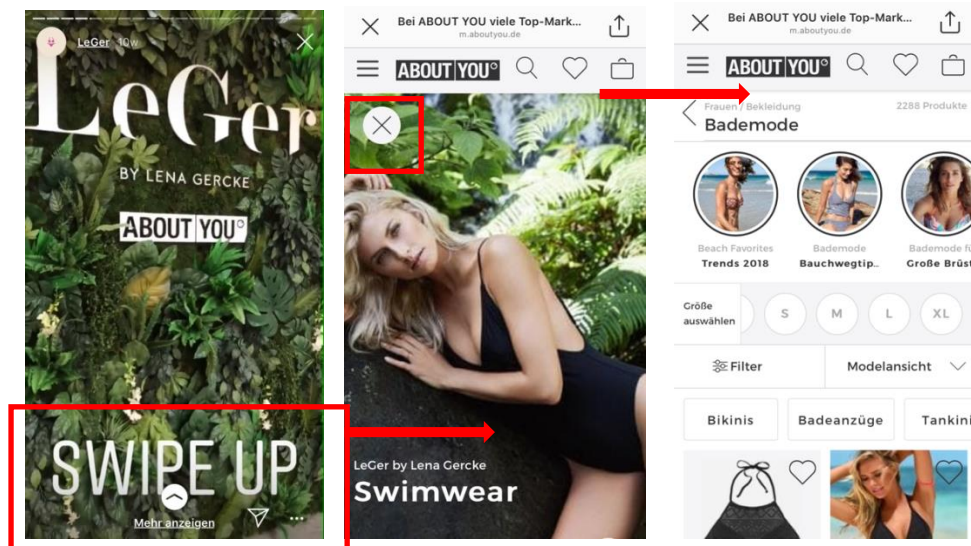 LeGer 10w
LeGer
BY LENA GERCKE
ABOUT YOU°
SWIPE UP
Mehr anzeigen
Bei ABOUT YOU viele Top-Mark...
m.aboutyou.de
ABOUT YOU°
LeGer by Lena Gercke
Swimwear
Bei ABOUT YOU viele Top-Mark...
m.aboutyou.de
ABOUT YOU°
Frauen / Bekleidung
2288 Produkte
Bademode
Beach Favorites
Trends 2018
Bademode
Bauchwegtip..
Bademode fü
Große Brüst
Größe
auswählen
S
M
L
XL
Filter
Modelansicht
Bikinis
Badeanzüge
Tankini